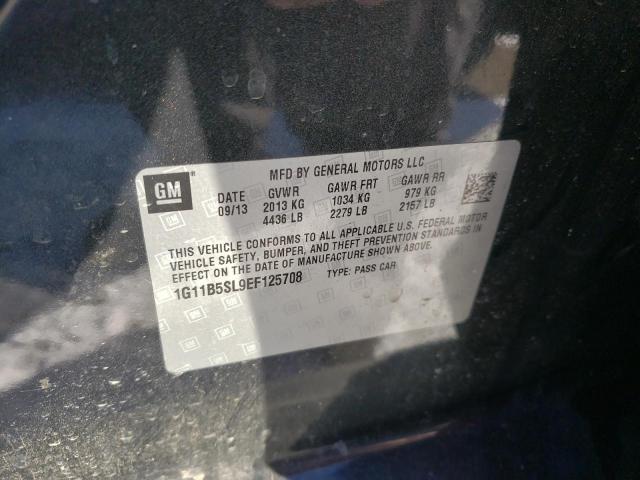 GM ®
MFD BY GENERAL MOTORS LLC
DATE GVWR GAWR FRT GAWR RR
09/13 2013 KG 1034 KG 979 KG
4436 LB 2279 LB 2157 LB
THIS VEHICLE CONFORMS TO ALL APPLICABLE U.S. FEDERAL MOTOR
VEHICLE SAFETY, BUMPER, AND THEFT PREVENTION STANDARDS IN
EFFECT ON THE DATE OF MANUFACTURE SHOWN ABOVE.
1G11B5SL9EF125708 TYPE: PASS CAR